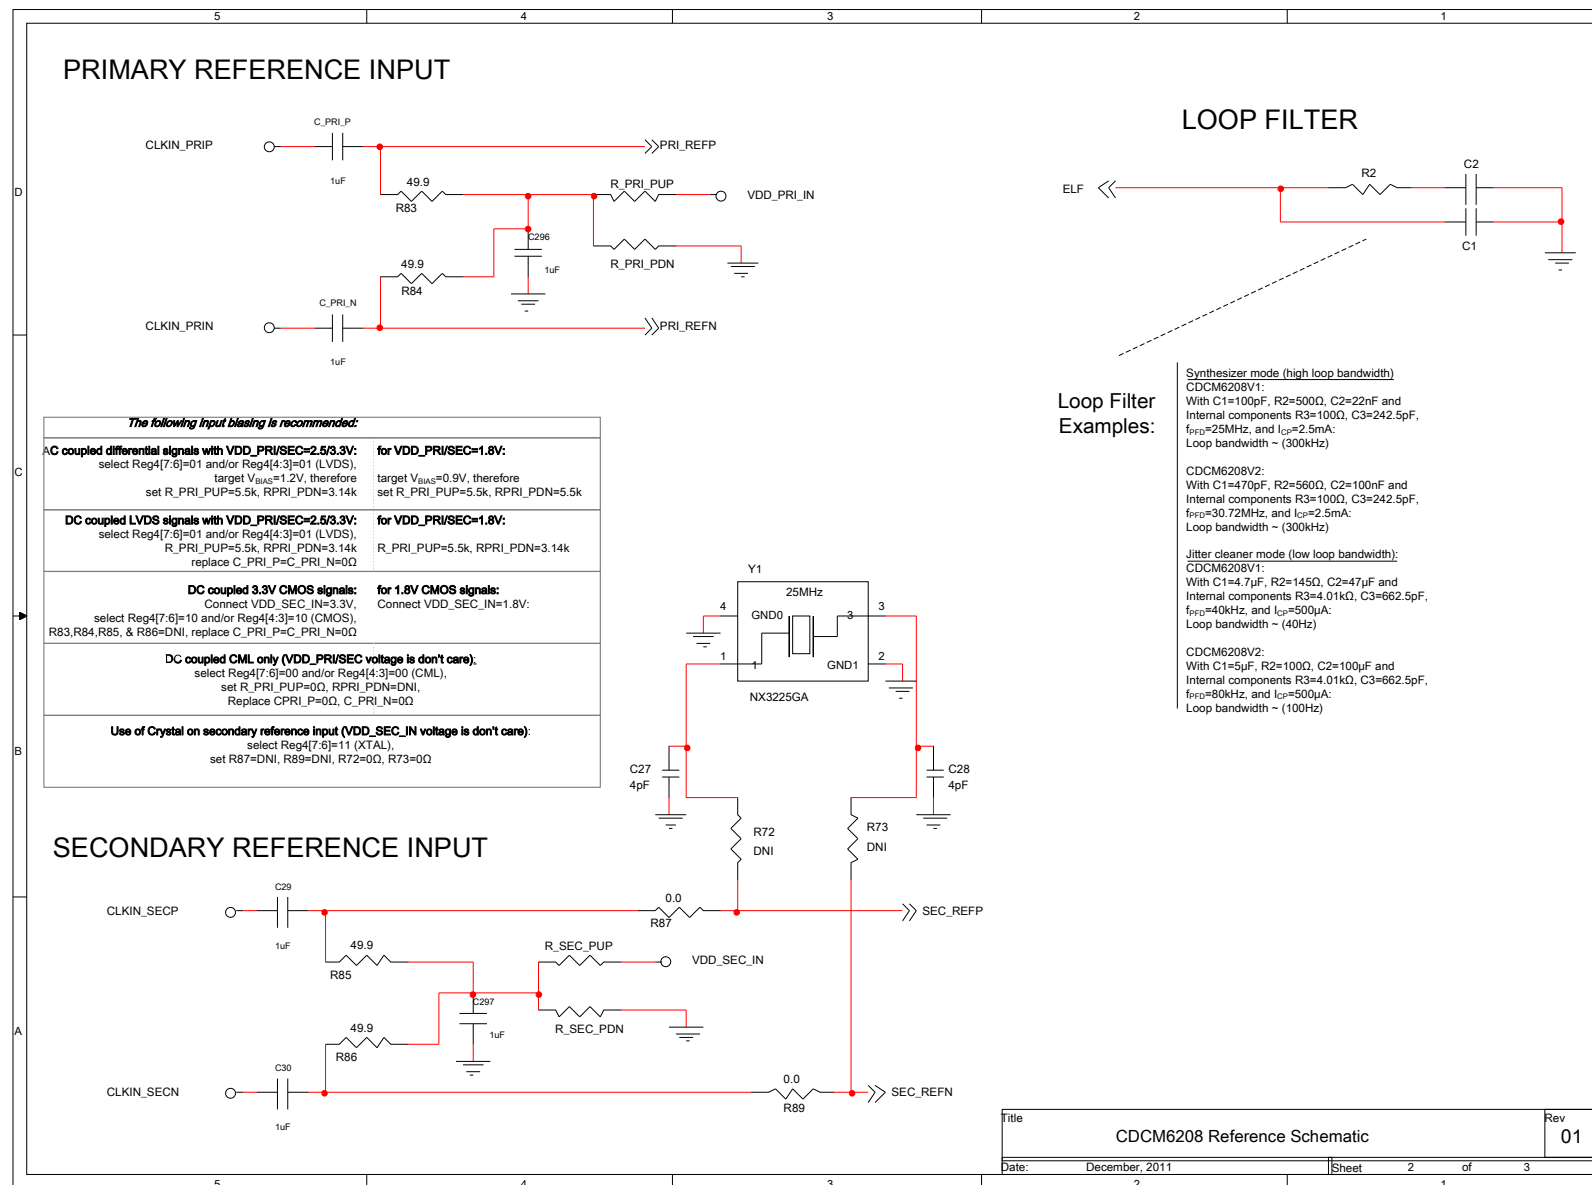 5 4 3 2 1
PRIMARY REFERENCE INPUT
C_PRI_P
CLKIN_PRIP
PRI_REFP
1uF
49.9
R83
R_PRI_PUP
VDD_PRI_IN
C296
1uF
R_PRI_PDN
49.9
R84
C_PRI_N
CLKIN_PRIN
PRI_REFN
1uF
LOOP FILTER
ELF
R2
C2
C1
D
C
B
A
Loop Filter
Examples:
Synthesizer mode (high loop bandwidth)
CDCM6208V1:
With C1=100pF, R2=500Ω, C2=22nF and
Internal components R3=100Ω, C3=242.5pF,
fPFD=25MHz, and ICP=2.5mA:
Loop bandwidth ~ (300kHz)
CDCM6208V2:
With C1=470pF, R2=560Ω, C2=100nF and
Internal components R3=100Ω, C3=242.5pF,
fPFD=30.72MHz, and ICP=2.5mA:
Loop bandwidth ~ (300kHz)
Jitter cleaner mode (low loop bandwidth):
CDCM6208V1:
With C1=4.7µF, R2=145Ω, C2=47µF and
Internal components R3=4.01kΩ, C3=662.5pF,
fPFD=40kHz, and ICP=500µA:
Loop bandwidth ~ (40Hz)
CDCM6208V2:
With C1=5µF, R2=100Ω, C2=100µF and
Internal components R3=4.01kΩ, C3=662.5pF,
fPFD=80kHz, and ICP=500µA:
Loop bandwidth ~ (100Hz)
The following input biasing is recommended:
AC coupled differential signals with VDD_PRI/SEC=2.5/3.3V: for VDD_PRI/SEC=1.8V:
select Reg4[7:6]=01 and/or Reg4[4:3]=01 (LVDS),
target VBIAS=1.2V, therefore target VBIAS=0.9V, therefore
set R_PRI_PUP=5.5k, RPRI_PDN=3.14k set R_PRI_PUP=5.5k, RPRI_PDN=5.5k
DC coupled LVDS signals with VDD_PRI/SEC=2.5/3.3V: for VDD_PRI/SEC=1.8V:
select Reg4[7:6]=01 and/or Reg4[4:3]=01 (LVDS),
R_PRI_PUP=5.5k, RPRI_PDN=3.14k R_PRI_PUP=5.5k, RPRI_PDN=3.14k
replace C_PRI_P=C_PRI_N=0Ω
DC coupled 3.3V CMOS signals: for 1.8V CMOS signals:
Connect VDD_SEC_IN=3.3V, Connect VDD_SEC_IN=1.8V:
select Reg4[7:6]=10 and/or Reg4[4:3]=10 (CMOS),
R83,R84,R85, & R86=DNI, replace C_PRI_P=C_PRI_N=0Ω
DC coupled CML only (VDD_PRI/SEC voltage is don't care):
select Reg4[7:6]=00 and/or Reg4[4:3]=00 (CML),
set R_PRI_PUP=0Ω, RPRI_PDN=DNI,
Replace CPRI_P=0Ω, C_PRI_N=0Ω
Use of Crystal on secondary reference input (VDD_SEC_IN voltage is don't care):
select Reg4[7:6]=11 (XTAL),
set R87=DNI, R89=DNI, R72=0Ω, R73=0Ω
Y1
25MHz
4 GND0 3 3
1 1 GND1 2
NX3225GA
C27
4pF
C28
4pF
R72
DNI
R73
DNI
SECONDARY REFERENCE INPUT
C29
CLKIN_SECP
1uF
0.0
R87
SEC_REFP
49.9
R85
R_SEC_PUP
VDD_SEC_IN
C297
1uF
R_SEC_PDN
49.9
R86
C30
CLKIN_SECN
1uF
0.0
R89
SEC_REFN
Title
CDCM6208 Reference Schematic
Rev
01
Date: December, 2011 Sheet 2 of 3
5 4 3 2 1